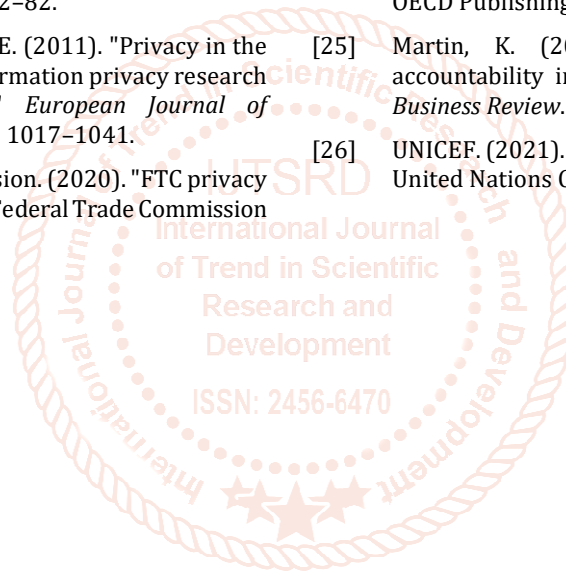 2–82.
E. (2011). "Privacy in the
rmation privacy research
European Journal of
1017–1041.
sion. (2020). "FTC privacy
Federal Trade Commission
OECD Publishing
[25] Martin, K. (20
accountability i
Business Review.
[26] UNICEF. (2021).
United Nations C
International Journal of Trend in Scientific Research and Development
IJTSRD
International Journal
of Trend in Scientific
Research and
Development
ISSN: 2456-6470